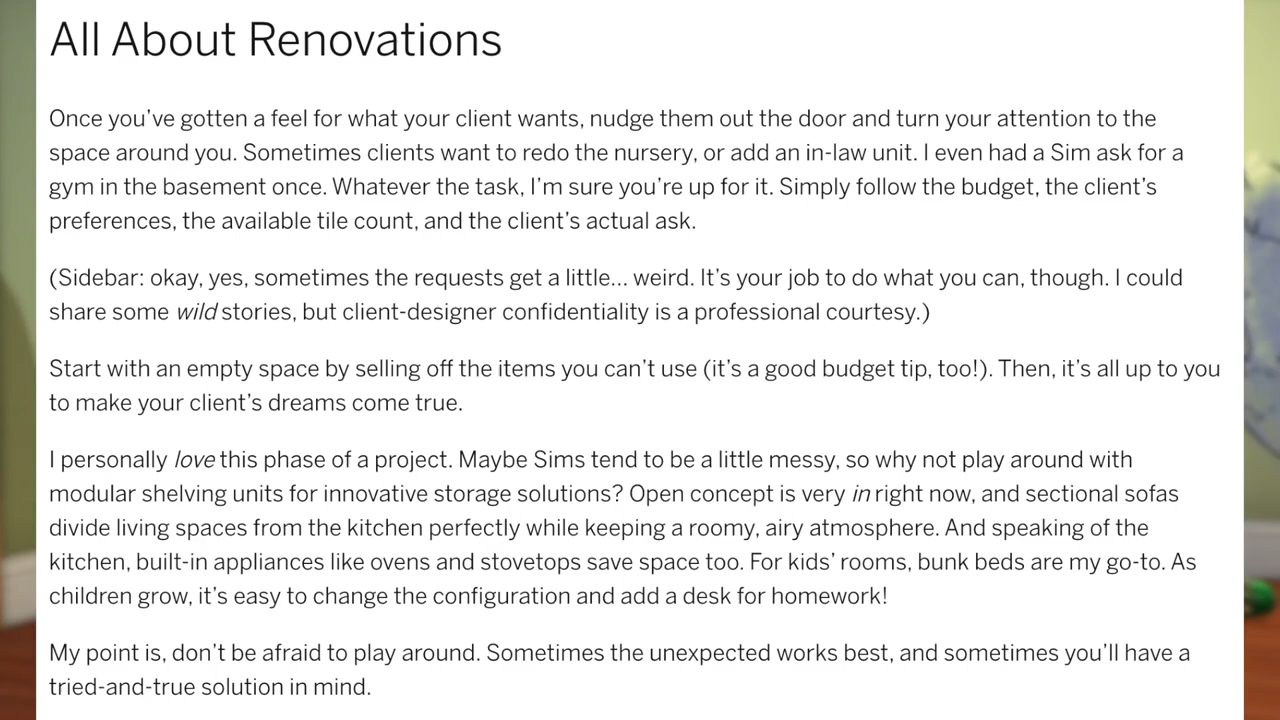 All About Renovations
Once you’ve gotten a feel for what your client wants, nudge them out the door and turn your attention to the
space around you. Sometimes clients want to redo the nursery, or add an in-law unit. I even had a Sim ask for a
gym in the basement once. Whatever the task, I’m sure you’re up for it. Simply follow the budget, the client’s
preferences, the available tile count, and the client’s actual ask.
(Sidebar: okay, yes, sometimes the requests get a little… weird. It’s your job to do what you can, though. I could
share some wild stories, but client-designer confidentiality is a professional courtesy.)
Start with an empty space by selling off the items you can’t use (it’s a good budget tip, too!). Then, it’s all up to you
to make your client’s dreams come true.
I personally love this phase of a project. Maybe Sims tend to be a little messy, so why not play around with
modular shelving units for innovative storage solutions? Open concept is very in right now, and sectional sofas
divide living spaces from the kitchen perfectly while keeping a roomy, airy atmosphere. And speaking of the
kitchen, built-in appliances like ovens and stovetops save space too. For kids’ rooms, bunk beds are my go-to. As
children grow, it’s easy to change the configuration and add a desk for homework!
My point is, don’t be afraid to play around. Sometimes the unexpected works best, and sometimes you’ll have a
tried-and-true solution in mind.